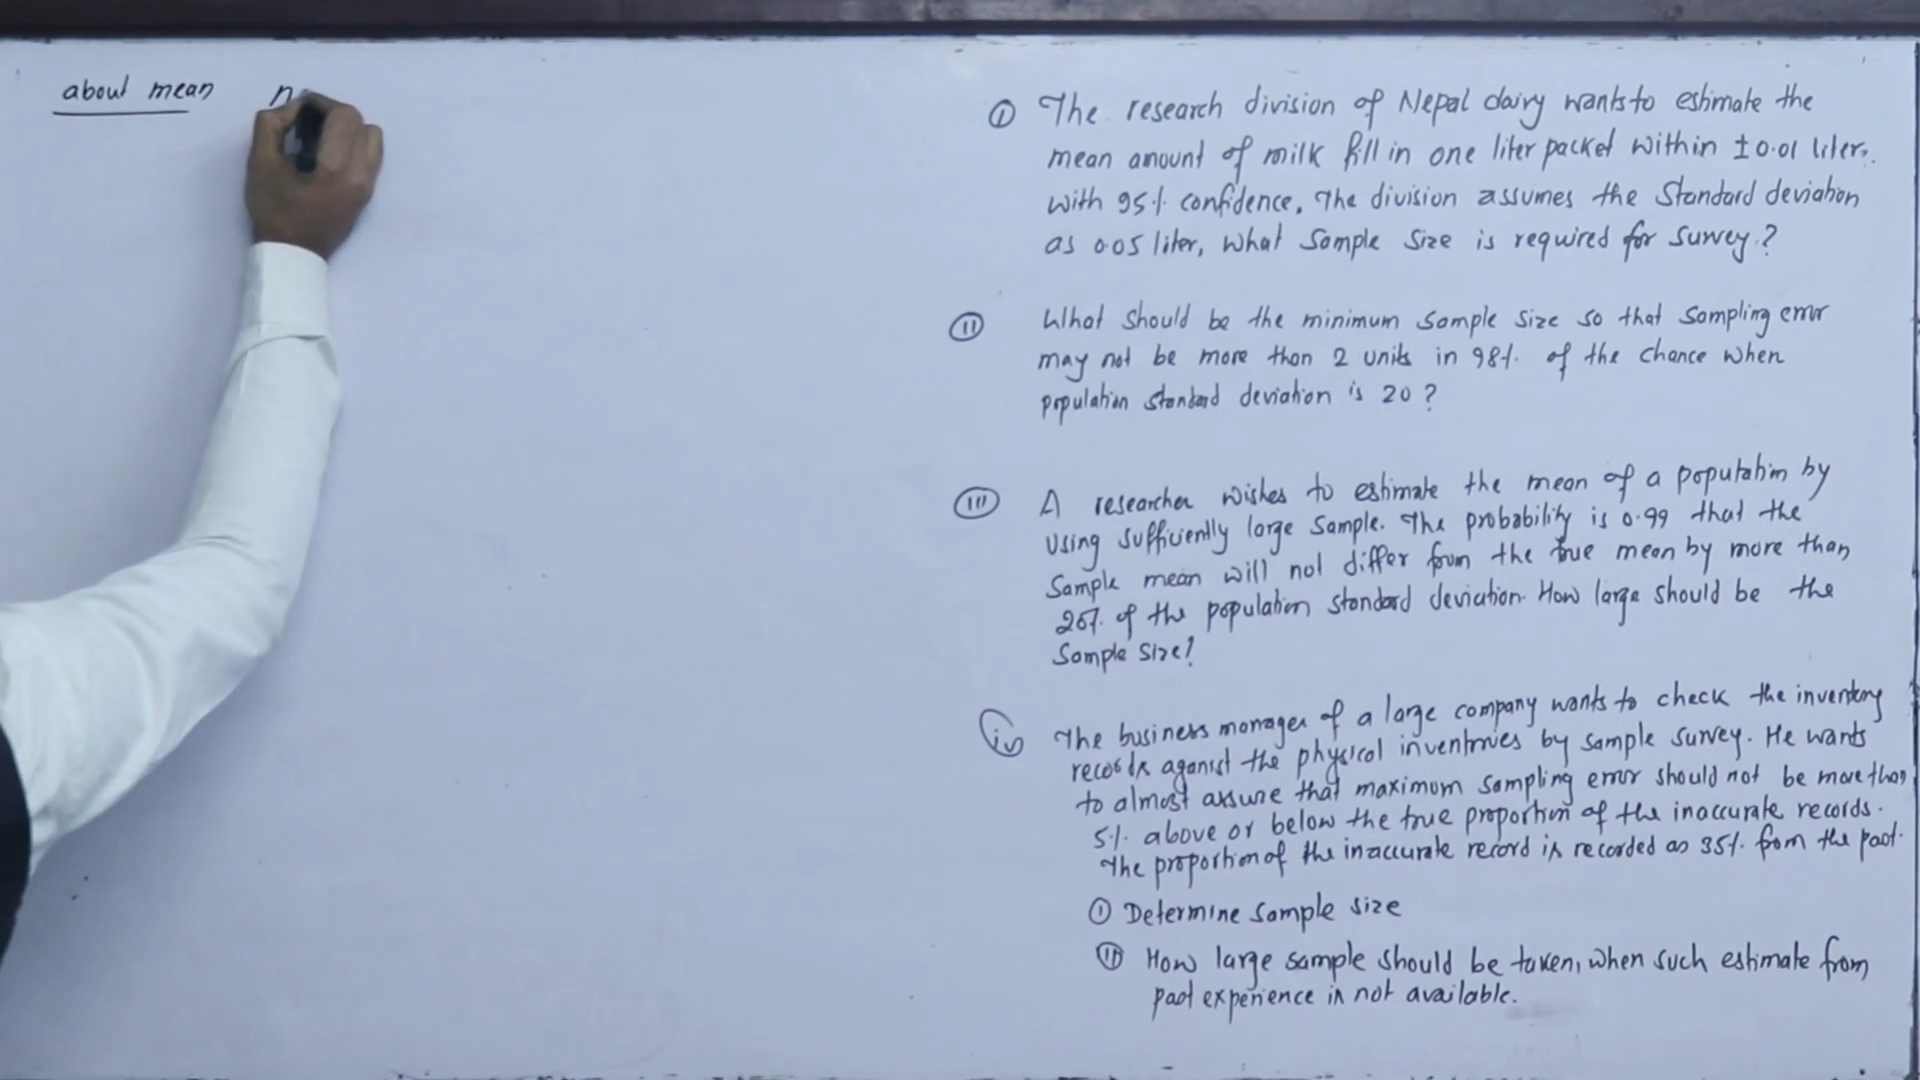 about mean n
① The research division of Nepal dairy wants to estimate the
mean amount of milk fill in one liter packet within ±0.01 liter,
with 95% confidence, The division assumes the Standard deviation
as 0.05 liter, What Sample Size is required for Survey?
⑪ What should be the minimum Sample Size so that Sampling error
may not be more than 2 units in 98% of the chance when
population Standard deviation is 20?
(III) A researcher wishes to estimate the mean of a population by
Using Sufficiently large Sample. The probability is 0.99 that the
Sample mean will not differ from the true mean by more than
of the population Standard deviation. How large should be the
Sample Size?
(iv) The business manager of a large company wants to check the inventory
records against the physical inventories by sample survey. He wants
to almost assure that maximum sampling error should not be more than
5% above or below the true proportion of the inaccurate records.
The proportion of the inaccurate record is recorded as 35% from the past.
① Determine Sample size
⑪ How large sample should be taken, when such estimate from
past experience is not available.